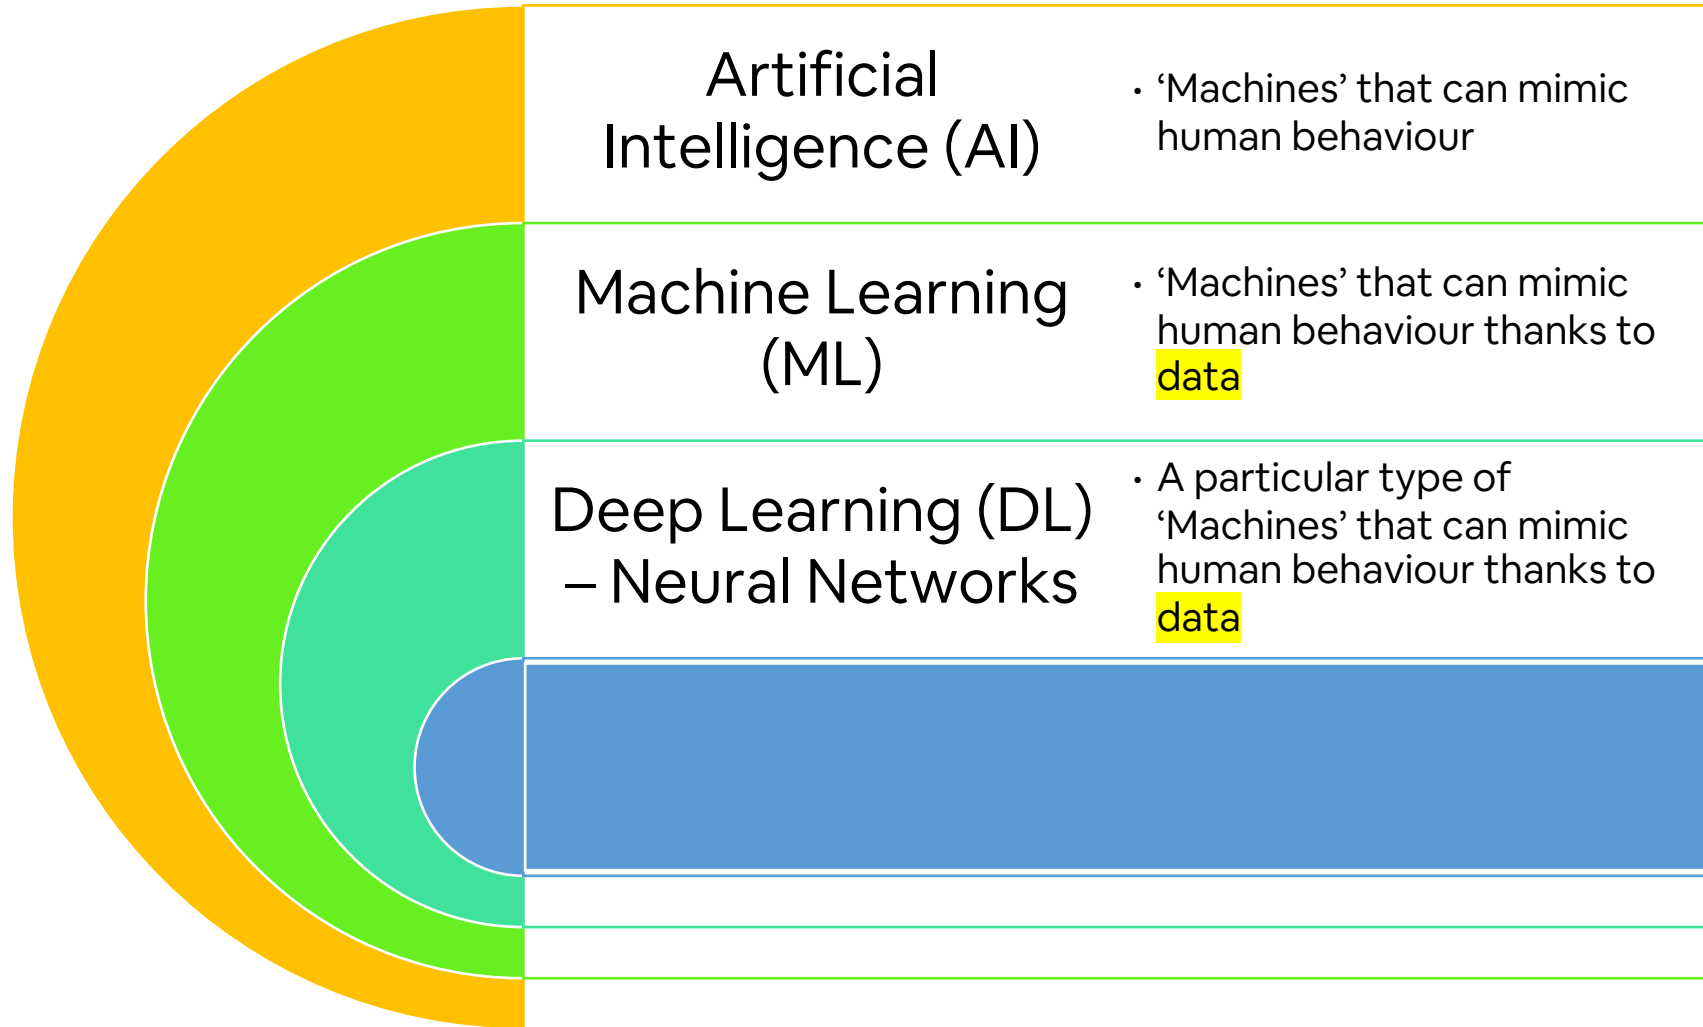 Artificial
Intelligence (AI)
· ‘Machines’ that can mimic
human behaviour
Machine Learning
(ML)
· ‘Machines’ that can mimic
human behaviour thanks to
data
Deep Learning (DL)
– Neural Networks
· A particular type of
‘Machines’ that can mimic
human behaviour thanks to
data